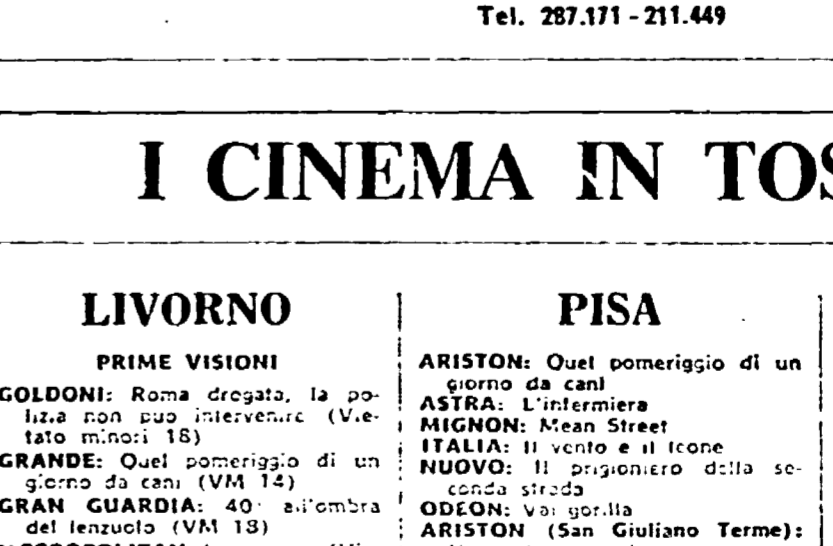 Tel. 287.171 - 211.449
I CINEMA IN TOS
LIVORNO
PRIME VISIONI
GOLDONI: Roma drogata, la po-
lizia non può intervenire (Vie-
tato minori 18)
GRANDE: Quel pomeriggio di un
giorno da cani (VM 14)
GRAN GUARDIA: 40° all'ombra
del lenzuolo (VM 18)
PISA
ARISTON: Quel pomeriggio di un
giorno da cani
ASTRA: L'infermiera
MIGNON: Mean Street
ITALIA: Il vento e il leone
NUOVO: Il prigioniero della se-
conda strada
ODEON: Vai gorilla
ARISTON (San Giuliano Terme):